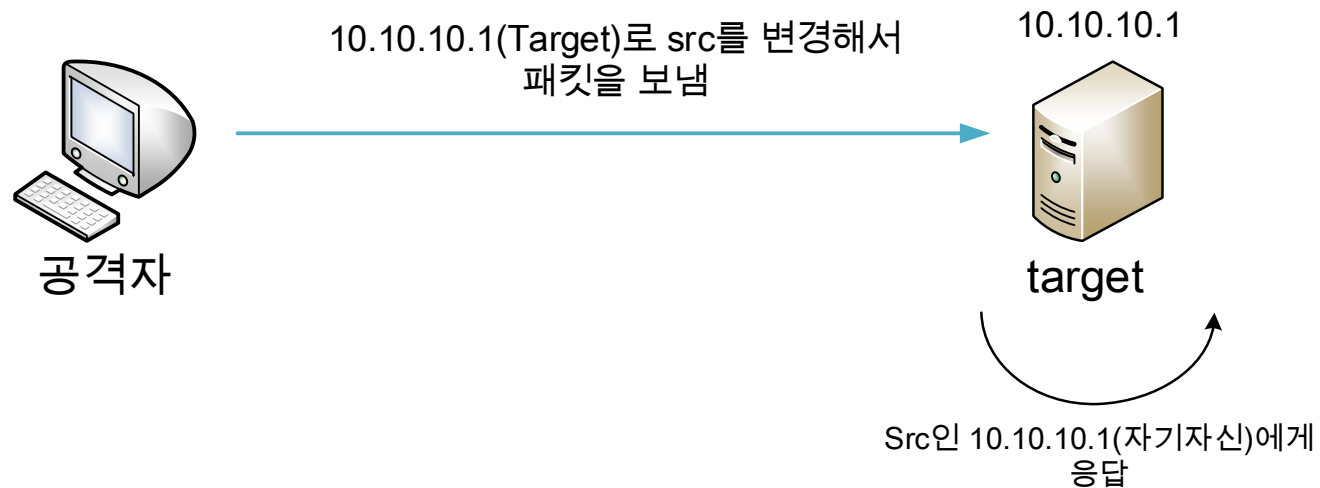 10.10.10.1(Target)로 src를 변경해서
패킷을 보냄
10.10.10.1
공격자
target
Src인 10.10.10.1(자기자신)에게
응답